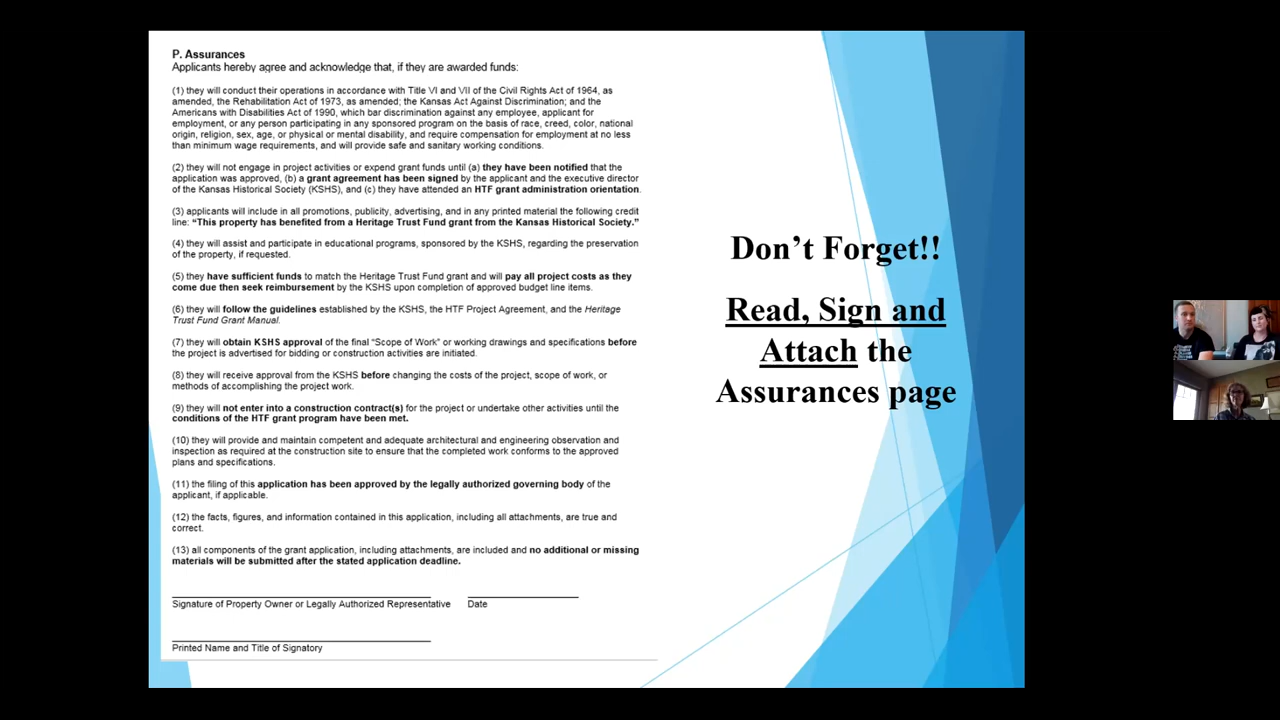 P. Assurances
Applicants hereby agree and acknowledge that, if they are awarded funds:
(1) they will conduct their operations in accordance with Title VI and VII of the Civil Rights Act of 1964, as
amended, the Rehabilitation Act of 1973, as amended; the Kansas Act Against Discrimination; and the
Americans with Disabilities Act of 1990, which bar discrimination against any employee, applicant for
employment, or any person participating in any sponsored program on the basis of race, creed, color, national
origin, religion, sex, age, or physical or mental disability, and require compensation for employment at no less
than minimum wage requirements, and will provide safe and sanitary working conditions.
(2) they will not engage in project activities or expend grant funds until (a) they have been notified that the
application was approved, (b) a grant agreement has been signed by the applicant and the executive director
of the Kansas Historical Society (KSHS), and (c) they have attended an HTF grant administration orientation.
(3) applicants will include in all promotions, publicity, advertising, and in any printed material the following credit
line: “This property has benefited from a Heritage Trust Fund grant from the Kansas Historical Society.”
(4) they will assist and participate in educational programs, sponsored by the KSHS, regarding the preservation
of the property, if requested.
(5) they have sufficient funds to match the Heritage Trust Fund grant and will pay all project costs as they
come due then seek reimbursement by the KSHS upon completion of approved budget line items.
(6) they will follow the guidelines established by the KSHS, the HTF Project Agreement, and the Heritage
Trust Fund Grant Manual.
(7) they will obtain KSHS approval of the final “Scope of Work” or working drawings and specifications before
the project is advertised for bidding or construction activities are initiated.
(8) they will receive approval from the KSHS before changing the costs of the project, scope of work, or
methods of accomplishing the project work.
(9) they will not enter into a construction contract(s) for the project or undertake other activities until the
conditions of the HTF grant program have been met.
(10) they will provide and maintain competent and adequate architectural and engineering observation and
inspection as required at the construction site to ensure that the completed work conforms to the approved
plans and specifications.
(11) the filing of this application has been approved by the legally authorized governing body of the
applicant, if applicable.
(12) the facts, figures, and information contained in this application, including all attachments, are true and
correct.
(13) all components of the grant application, including attachments, are included and no additional or missing
materials will be submitted after the stated application deadline.
Signature of Property Owner or Legally Authorized Representative Date
Printed Name and Title of Signatory
Don’t Forget!!
Read, Sign and
Attach the
Assurances page